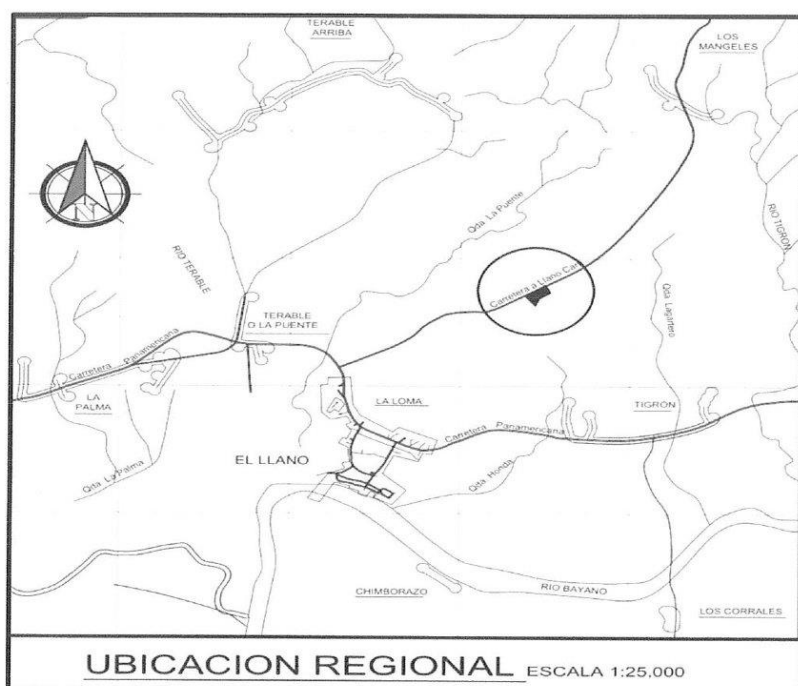 TERABLE
ARRIBA
LOS
MANGELES
N
Qda La Puente
RIO TIGRON
RIO TERABLE
Carretera a Llano Cart
Qda Lagartero
TERABLE
O LA PUENTE
Carretera Panamericana
LA
PALMA
LA LOMA
TIGRÓN
Carretera Panamericana
EL LLANO
Qda La Palma
Qda Honda
CHIMBORAZO
RIO BAYANO
LOS CORRALES
UBICACION REGIONAL ESCALA 1:25.000